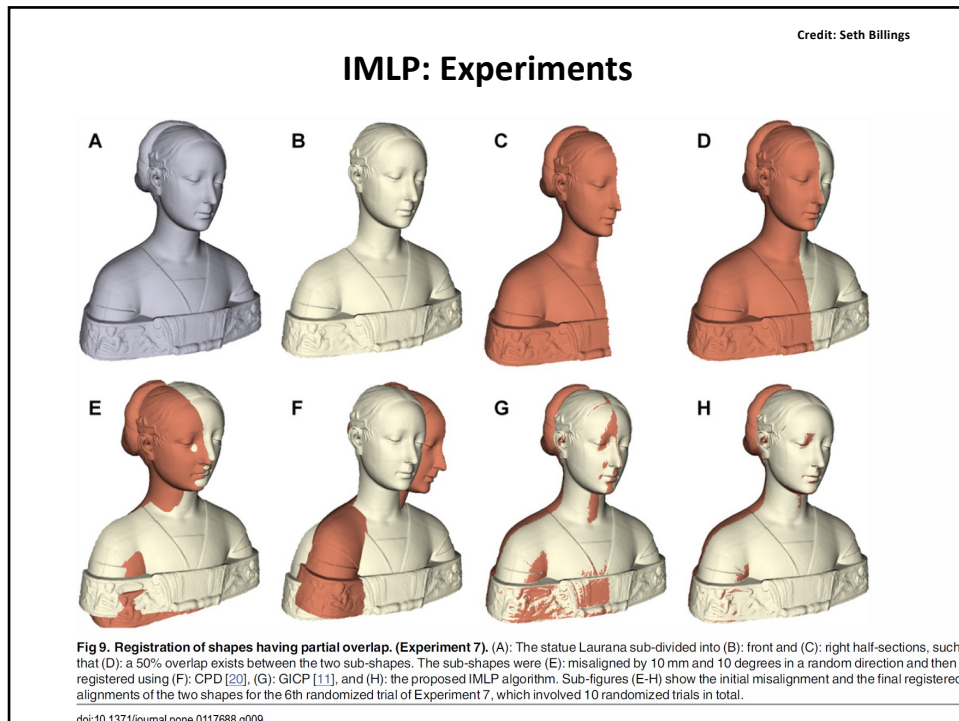 Credit: Seth Billings
IMLP: Experiments
A
B
C
D
E
F
G
H
Fig 9. Registration of shapes having partial overlap. (Experiment 7). (A): The statue Laurana sub-divided into (B): front and (C): right half-sections, such
that (D): a 50% overlap exists between the two sub-shapes. The sub-shapes were (E): misaligned by 10 mm and 10 degrees in a random direction and then
registered using (F): CPD [20], (G): GICP [11], and (H): the proposed IMLP algorithm. Sub-figures (E-H) show the initial misalignment and the final registered
alignments of the two shapes for the 6th randomized trial of Experiment 7, which involved 10 randomized trials in total.
doi:10.1371/journal.pone.0117688.g009